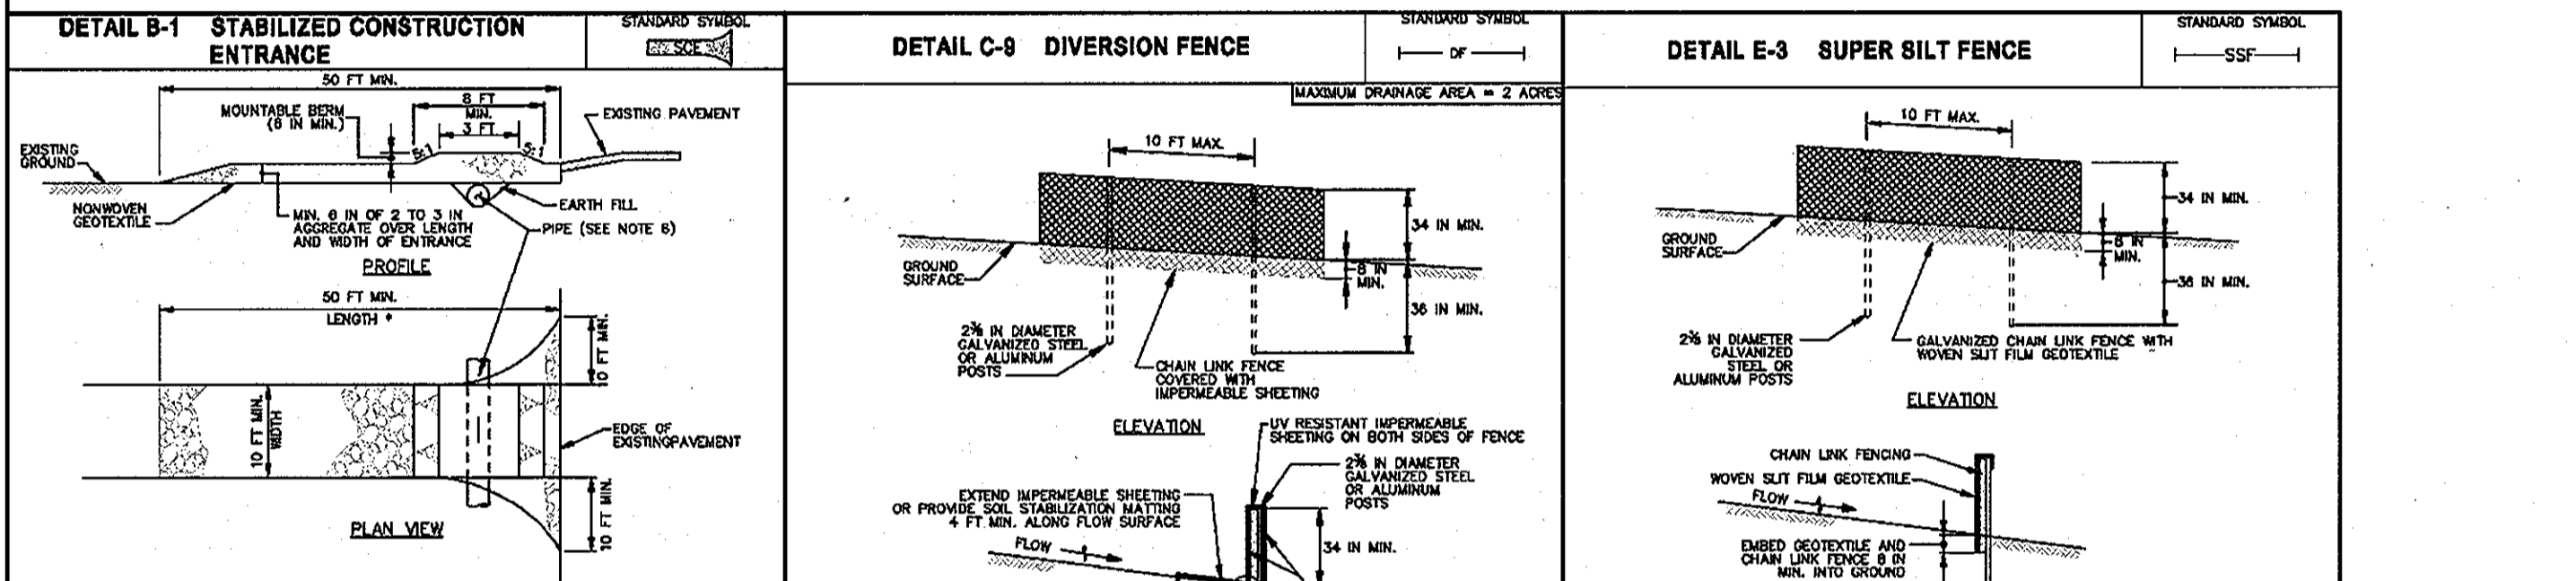 DETAIL B-1 STABILIZED CONSTRUCTION
ENTRANCE
STANDARD SYMBOL
SCE
50 FT MIN.
MOUNTABLE BERM
(6 IN MIN.)
8 FT
MIN.
3 FT
EXISTING PAVEMENT
EXISTING
GROUND
5:1
5:1
NONWOVEN
GEOTEXTILE
MIN. 6 IN OF 2 TO 3 IN
AGGREGATE OVER LENGTH
AND WIDTH OF ENTRANCE
EARTH FILL
PIPE (SEE NOTE 6)
PROFILE
50 FT MIN.
LENGTH *
10 FT MIN.
10 FT MIN.
WIDTH
EDGE OF
EXISTINGPAVEMENT
10 FT MIN.
PLAN VIEW
DETAIL C-9 DIVERSION FENCE
STANDARD SYMBOL
DF
MAXIMUM DRAINAGE AREA = 2 ACRES
10 FT MAX.
34 IN MIN.
GROUND
SURFACE
8 IN
MIN.
36 IN MIN.
2⅜ IN DIAMETER
GALVANIZED STEEL
OR ALUMINUM
POSTS
CHAIN LINK FENCE
COVERED WITH
IMPERMEABLE SHEETING
ELEVATION
UV RESISTANT IMPERMEABLE
SHEETING ON BOTH SIDES OF FENCE
2⅜ IN DIAMETER
GALVANIZED STEEL
OR ALUMINUM
POSTS
EXTEND IMPERMEABLE SHEETING
OR PROVIDE SOIL STABILIZATION MATTING
4 FT MIN. ALONG FLOW SURFACE
FLOW
34 IN MIN.
DETAIL E-3 SUPER SILT FENCE
STANDARD SYMBOL
SSF
10 FT MAX.
34 IN MIN.
GROUND
SURFACE
8 IN
MIN.
36 IN MIN.
2⅜ IN DIAMETER
GALVANIZED
STEEL OR
ALUMINUM POSTS
GALVANIZED CHAIN LINK FENCE WITH
WOVEN SLIT FILM GEOTEXTILE
ELEVATION
CHAIN LINK FENCING
WOVEN SLIT FILM GEOTEXTILE
FLOW
EMBED GEOTEXTILE AND
CHAIN LINK FENCE 8 IN
MIN. INTO GROUND